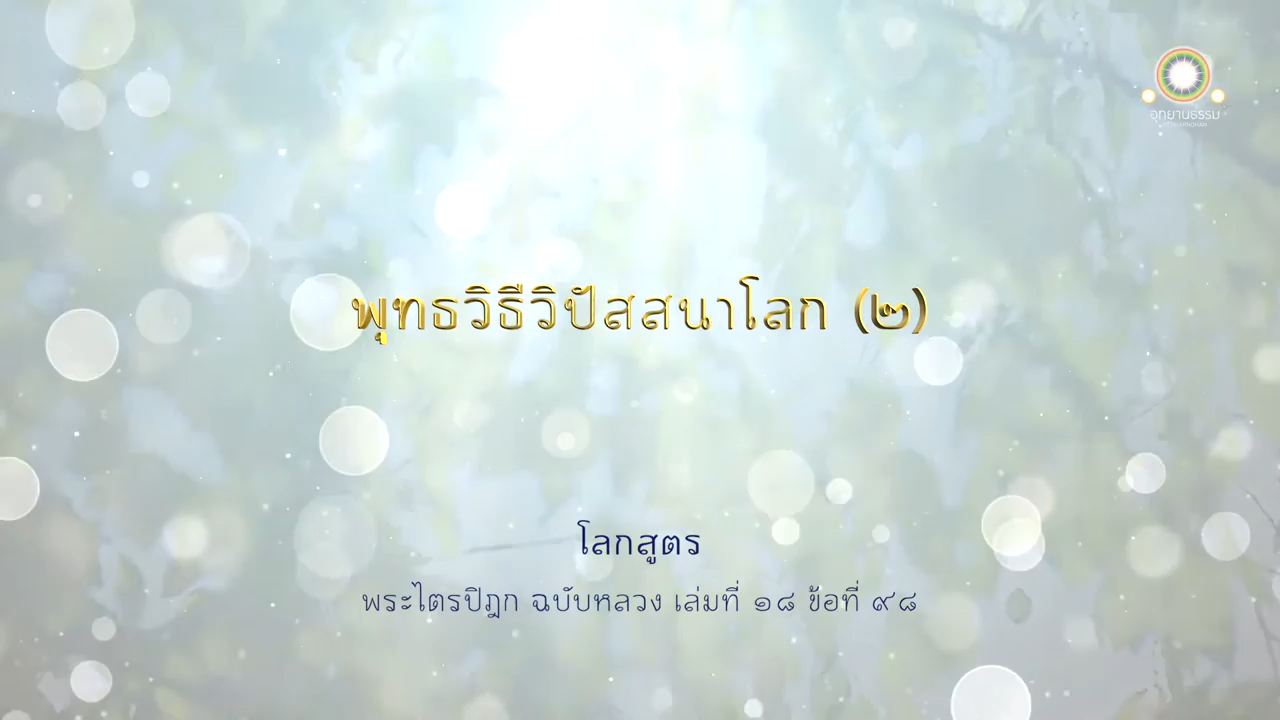 อุทยานธรรม
พุทธวิธีวิปัสสนาโลก (๒)
โลกสูตร
พระไตรปิฎก ฉบับหลวง เล่มที่ ๑๘ ข้อที่ ๙๘